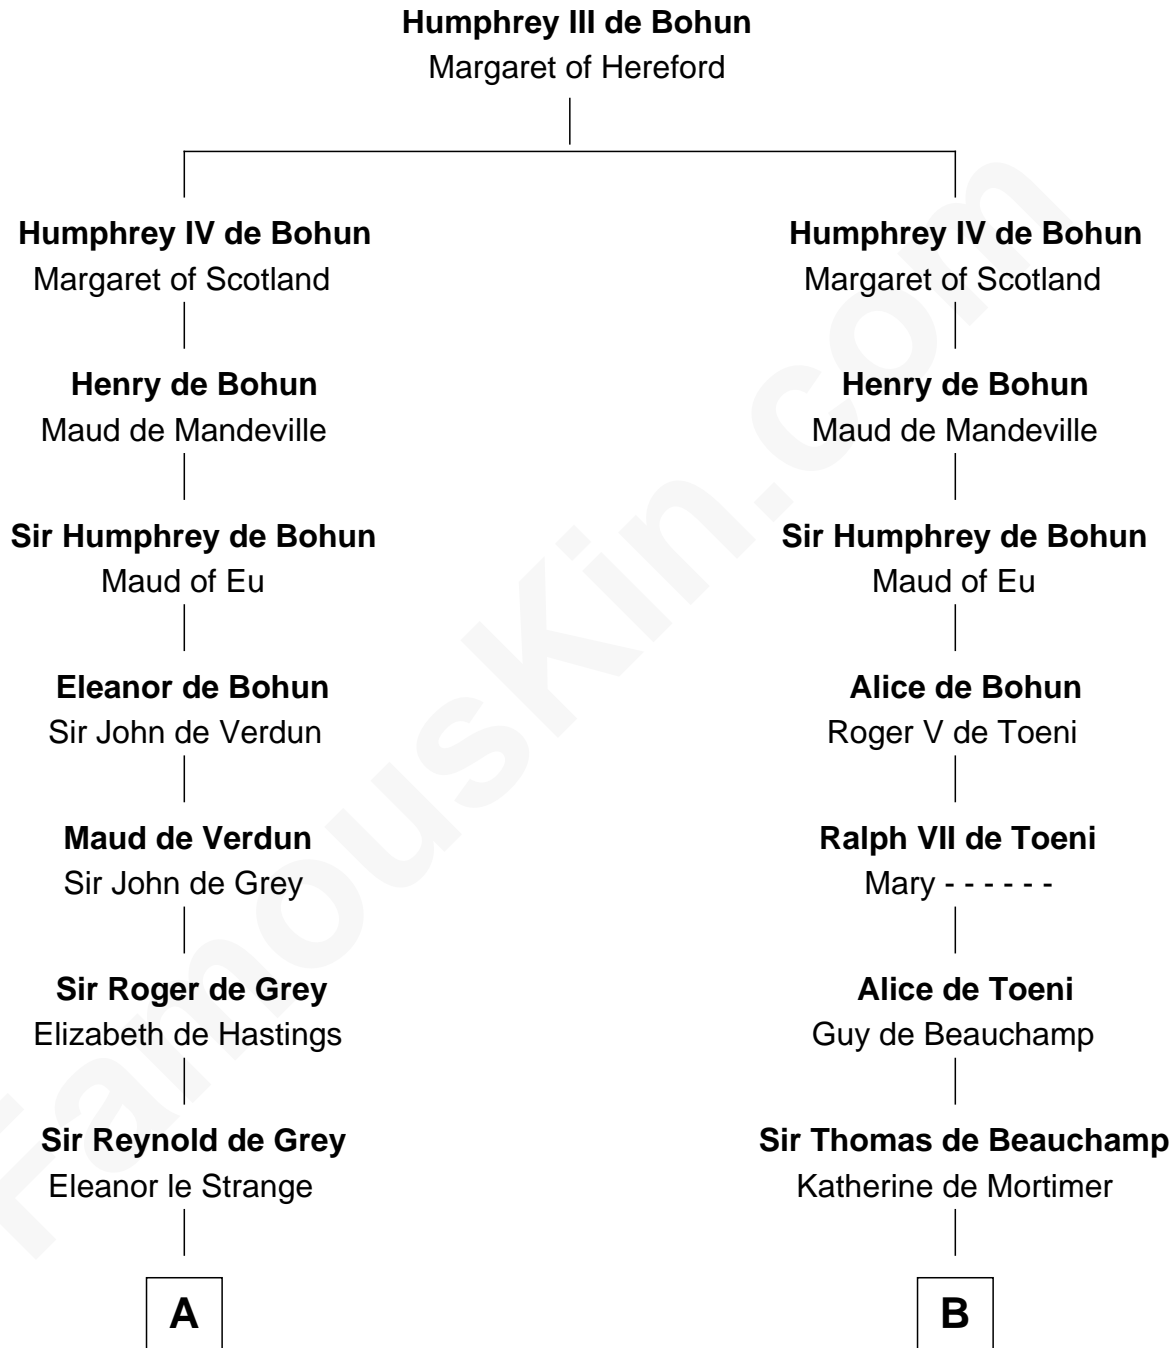 Humphrey III de Bohun
Margaret of Hereford
Humphrey IV de Bohun
Margaret of Scotland
Henry de Bohun
Maud de Mandeville
Sir Humphrey de Bohun
Maud of Eu
Eleanor de Bohun
Sir John de Verdun
Maud de Verdun
Sir John de Grey
Sir Roger de Grey
Elizabeth de Hastings
Sir Reynold de Grey
Eleanor le Strange
A
Humphrey IV de Bohun
Margaret of Scotland
Henry de Bohun
Maud de Mandeville
Sir Humphrey de Bohun
Maud of Eu
Alice de Bohun
Roger V de Toeni
Ralph VII de Toeni
Mary - - - - - -
Alice de Toeni
Guy de Beauchamp
Sir Thomas de Beauchamp
Katherine de Mortimer
B
FamousKin.com